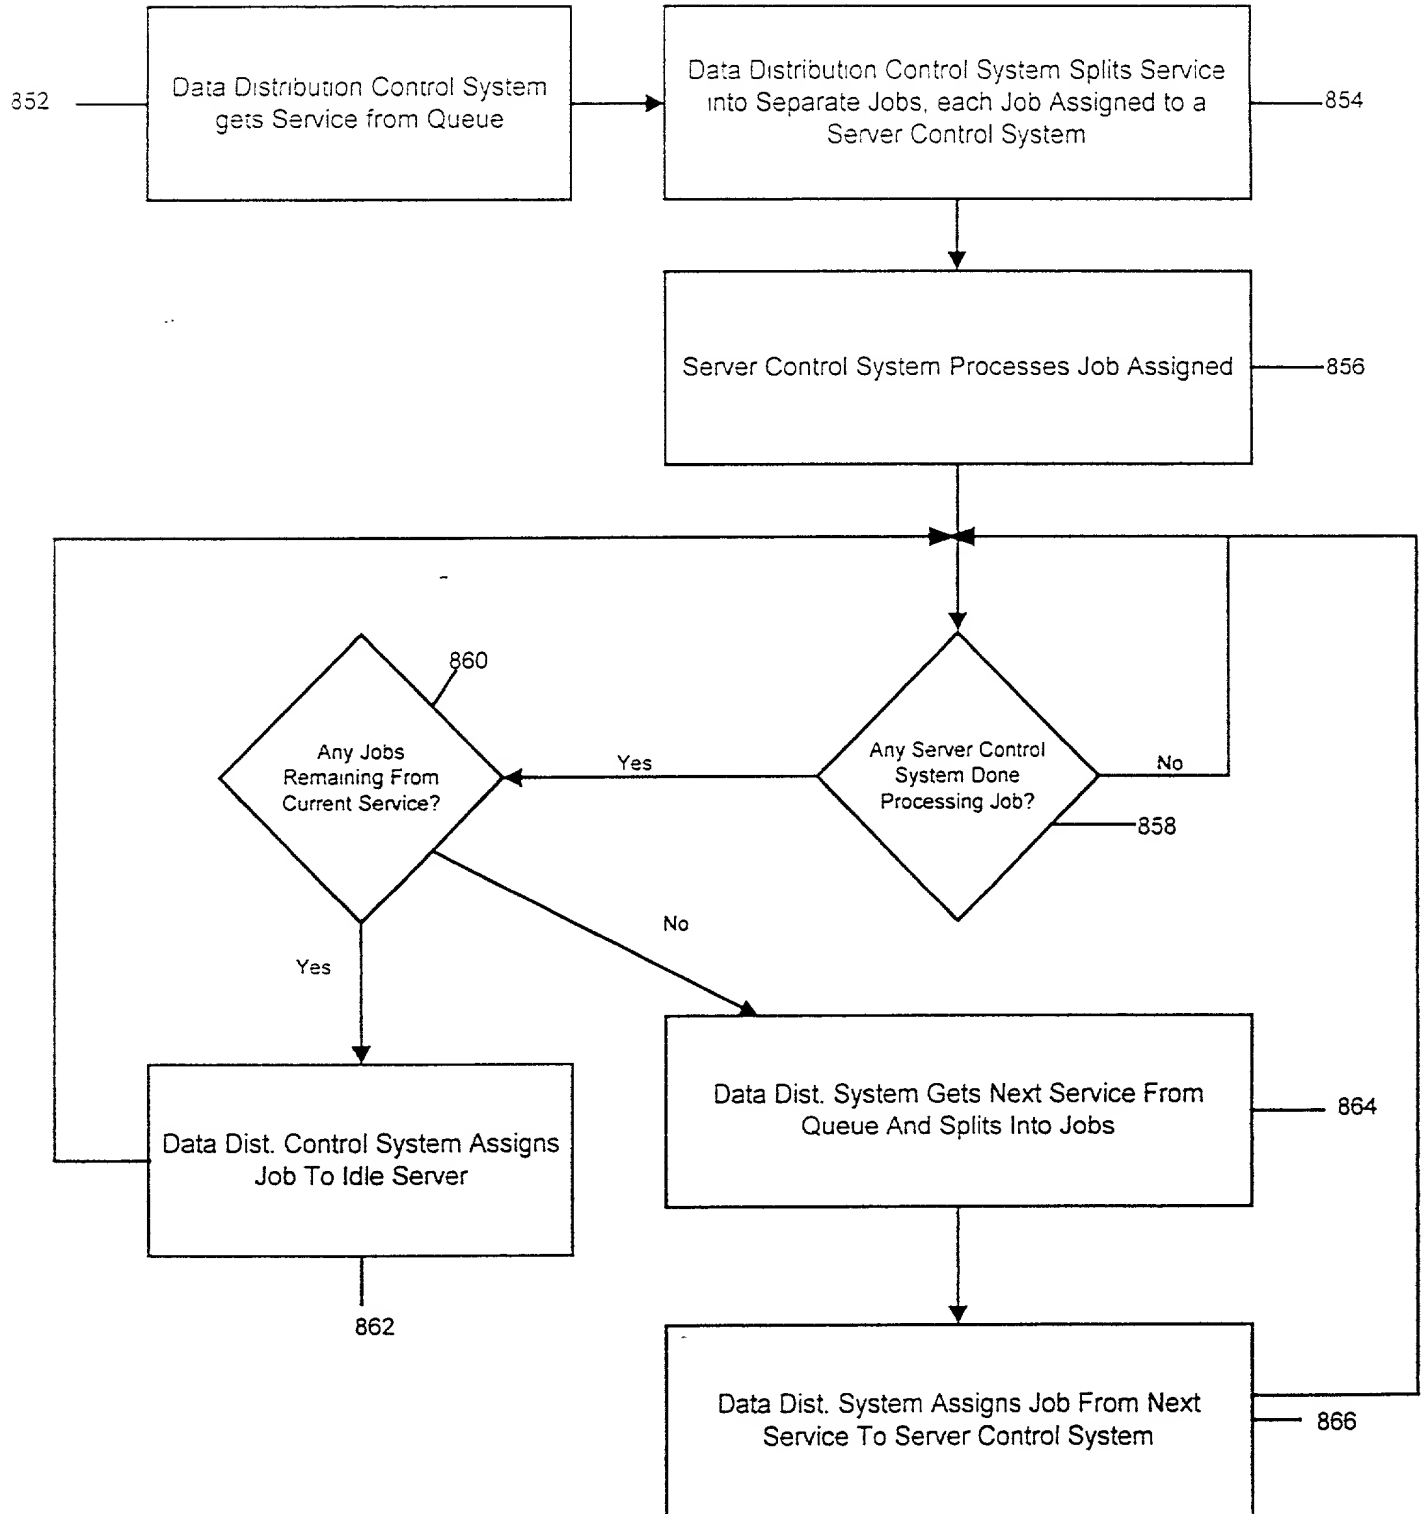 852
Data Distribution Control System
gets Service from Queue
Data Distribution Control System Splits Service
into Separate Jobs, each Job Assigned to a
Server Control System
854
Server Control System Processes Job Assigned
856
860
Any Jobs
Remaining From
Current Service?
Yes
Any Server Control
System Done
Processing Job?
No
858
No
Yes
Data Dist. Control System Assigns
Job To Idle Server
862
Data Dist. System Gets Next Service From
Queue And Splits Into Jobs
864
Data Dist. System Assigns Job From Next
Service To Server Control System
866